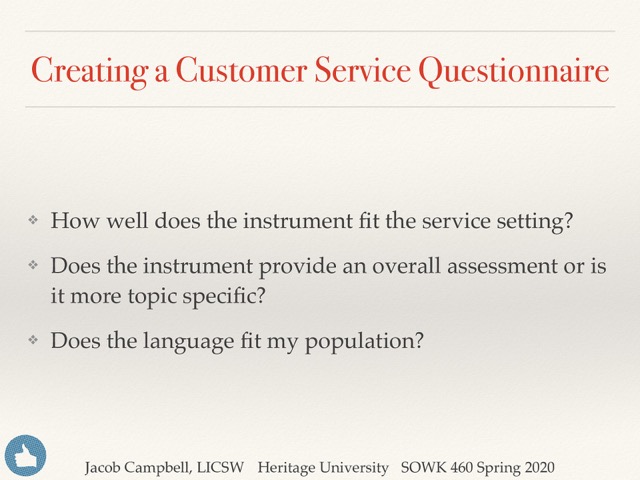 Creating a Customer Service Questionnaire
❖ How well does the instrument fit the service setting?
❖ Does the instrument provide an overall assessment or is
it more topic specific?
❖ Does the language fit my population?
Jacob Campbell, LICSW Heritage University SOWK 460 Spring 2020